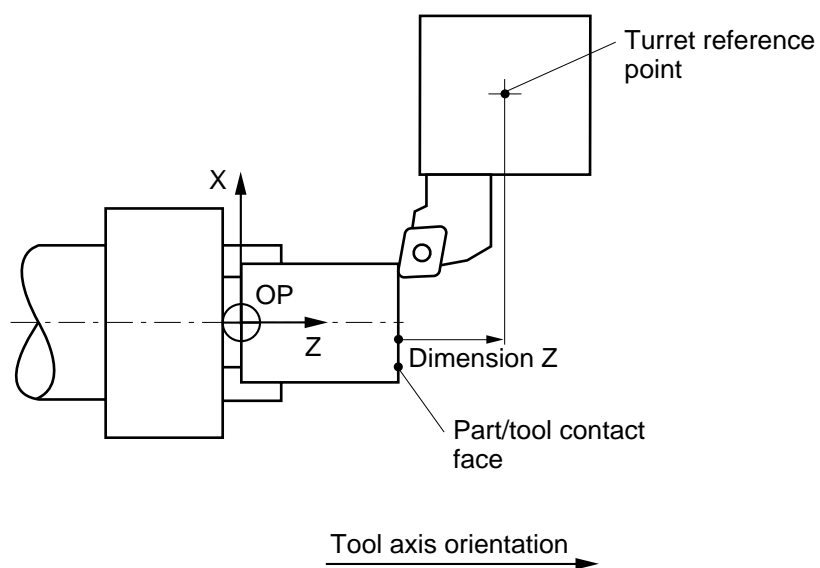 Turret reference
point
X
OP
Z
Dimension Z
Part/tool contact
face
Tool axis orientation